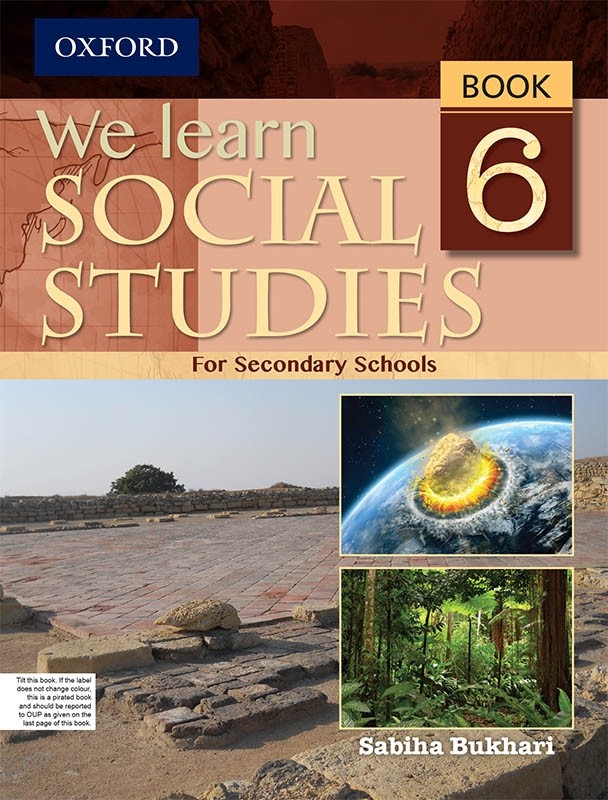 OXFORD
BOOK
6
We learn
SOCIAL
STUDIES
For Secondary Schools
Tilt this book. If the label
does not change colour,
this is a pirated book
and should be reported
to OUP as given on the
last page of this book.
Sabiha Bukhari